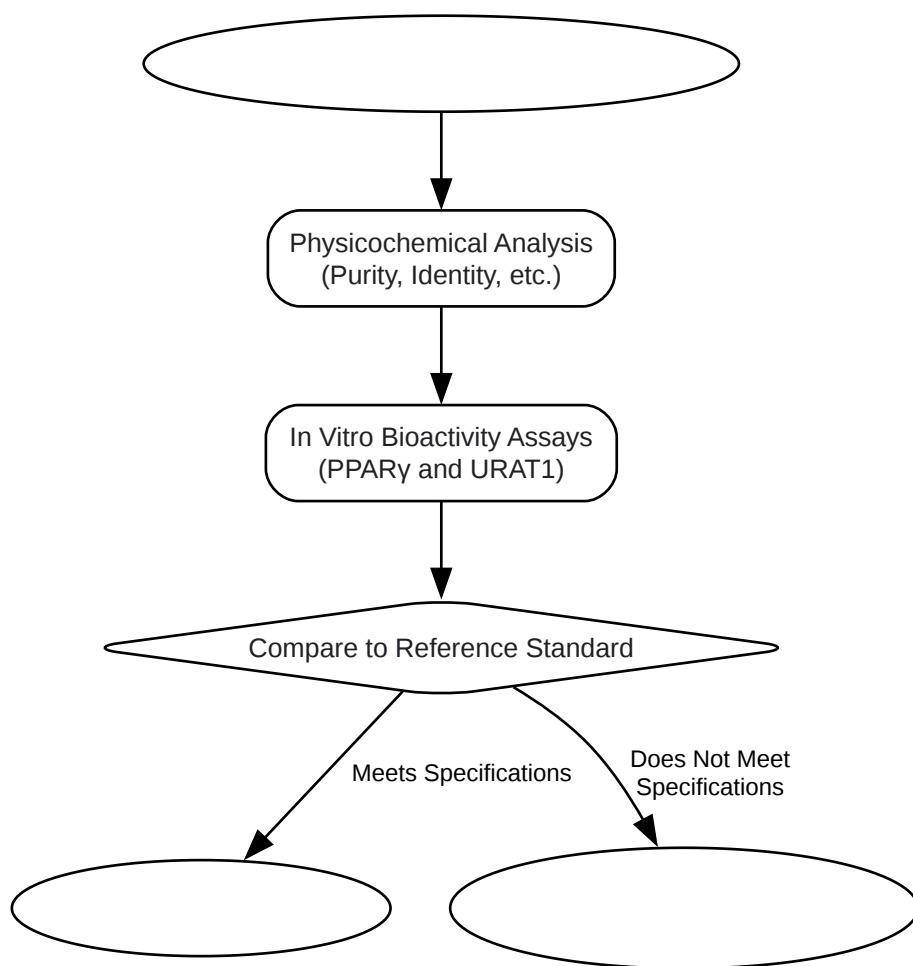 Physicochemical Analysis
(Purity, Identity, etc.)
In Vitro Bioactivity Assays
(PPARγ and URAT1)
Compare to Reference Standard
Meets Specifications
Does Not Meet
Specifications